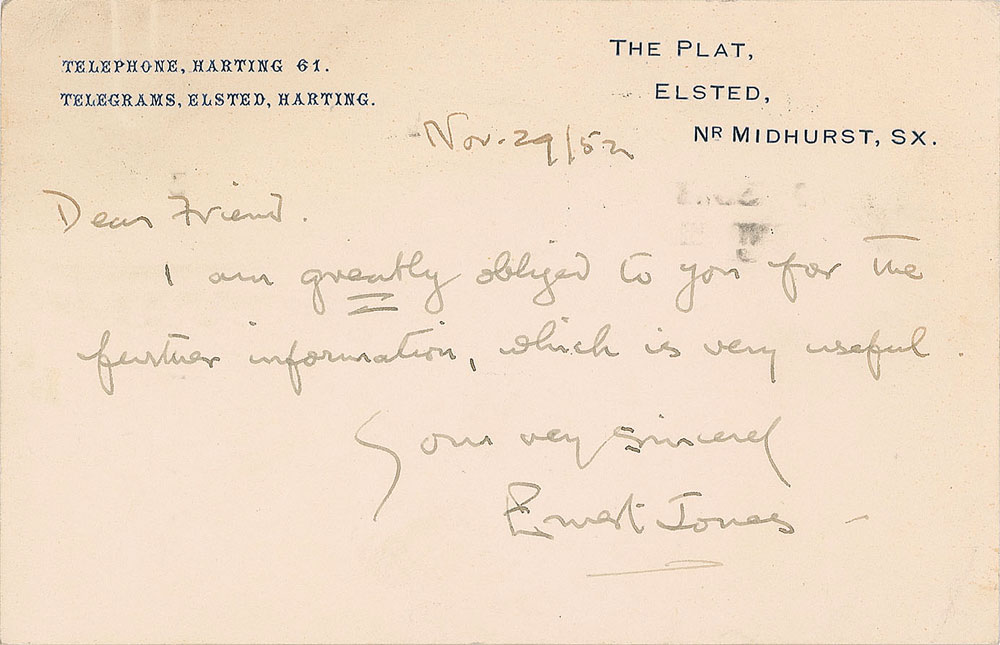 TELEPHONE, HARTING 61.
TELEGRAMS, ELSTED, HARTING.
THE PLAT,
ELSTED,
NR MIDHURST, SX.
Nov. 29/52
Dear Friend.
I am greatly obliged to you for the
further information, which is very useful.
Yours very sincerely
Ernest Jones